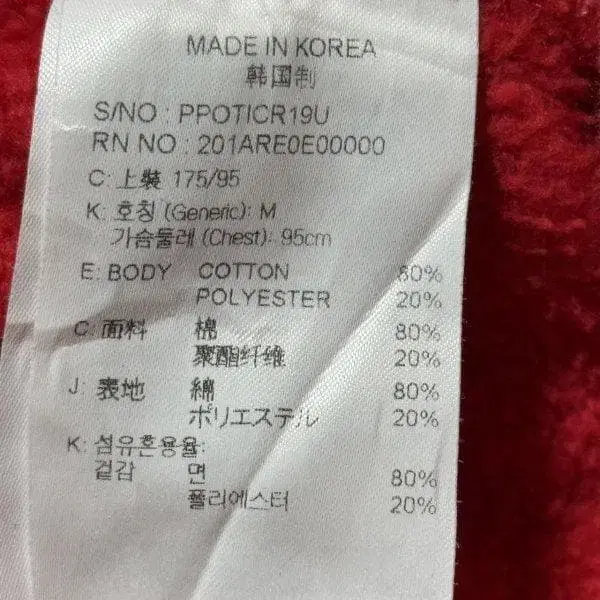 MADE IN KOREA
韩国制
S/NO : PPOTICR19U
RN NO : 201ARE0E00000
C: 上裝 175/95
K: 호칭 (Generic): M
가슴둘레 (Chest): 95cm
E: BODY COTTON 80%
POLYESTER 20%
C: 面料 棉 80%
聚酯纤维 20%
J: 表地 綿 80%
ポリエステル 20%
K: 섬유혼용율:
겉감 면 80%
폴리에스터 20%